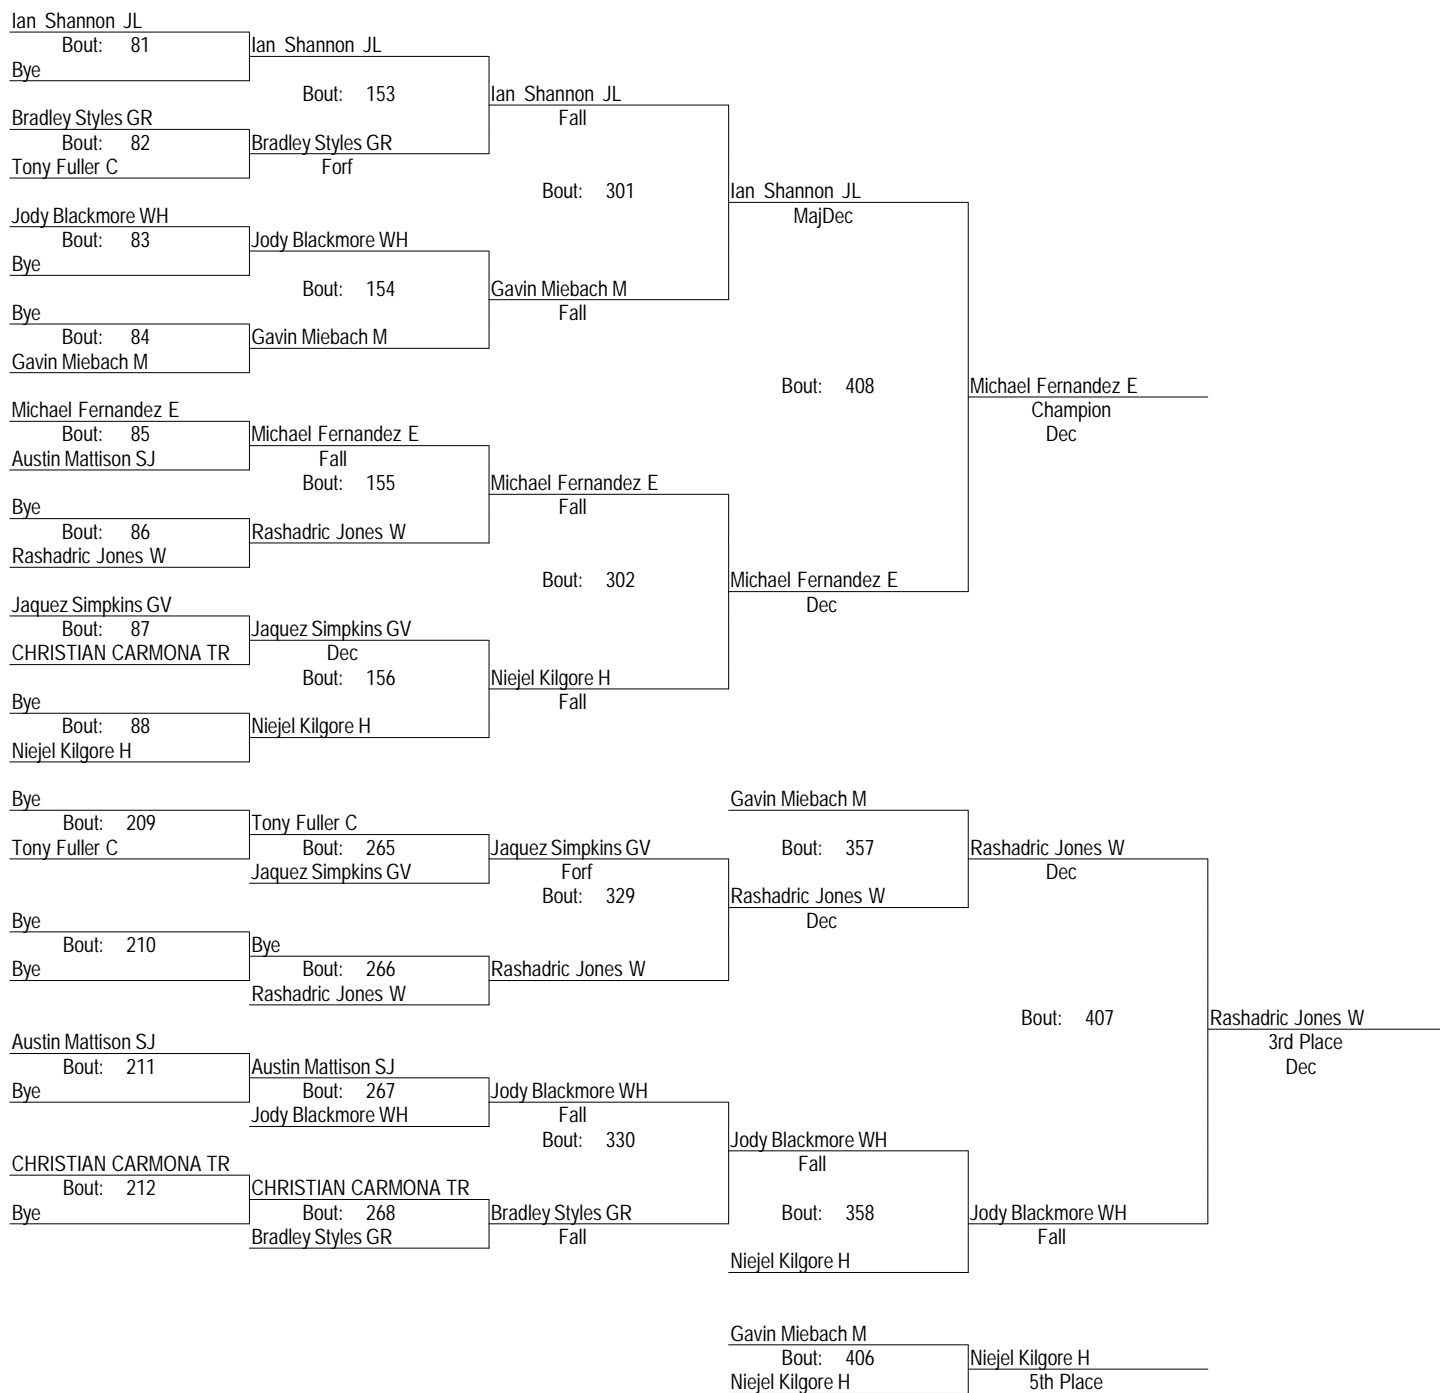 Ian Shannon JL
Bout: 81
Ian Shannon JL
Bye
Bout: 153
Ian Shannon JL
Fall
Bradley Styles GR
Bout: 82
Bradley Styles GR
Tony Fuller C
Forf
Bout: 301
Ian Shannon JL
MajDec
Jody Blackmore WH
Bout: 83
Jody Blackmore WH
Bye
Bout: 154
Gavin Miebach M
Fall
Bye
Bout: 84
Gavin Miebach M
Gavin Miebach M
Bout: 408
Michael Fernandez E
Champion
Dec
Michael Fernandez E
Bout: 85
Michael Fernandez E
Austin Mattison SJ
Fall
Bout: 155
Michael Fernandez E
Fall
Bye
Bout: 86
Rashadric Jones W
Rashadric Jones W
Bout: 302
Michael Fernandez E
Dec
Jaquez Simpkins GV
Bout: 87
Jaquez Simpkins GV
CHRISTIAN CARMONA TR
Dec
Bout: 156
Niejel Kilgore H
Fall
Bye
Bout: 88
Niejel Kilgore H
Niejel Kilgore H
Bye
Gavin Miebach M
Bout: 209
Tony Fuller C
Tony Fuller C
Bout: 265
Jaquez Simpkins GV
Bout: 357
Rashadric Jones W
Jaquez Simpkins GV
Forf
Dec
Bout: 329
Rashadric Jones W
Dec
Bye
Bout: 210
Bye
Bye
Bout: 266
Rashadric Jones W
Rashadric Jones W
Bout: 407
Rashadric Jones W
3rd Place
Dec
Austin Mattison SJ
Bout: 211
Austin Mattison SJ
Bye
Bout: 267
Jody Blackmore WH
Jody Blackmore WH
Fall
Bout: 330
Jody Blackmore WH
Fall
CHRISTIAN CARMONA TR
Bout: 212
CHRISTIAN CARMONA TR
Bye
Bout: 268
Bradley Styles GR
Bout: 358
Jody Blackmore WH
Bradley Styles GR
Fall
Fall
Niejel Kilgore H
Gavin Miebach M
Bout: 406
Niejel Kilgore H
Niejel Kilgore H
5th Place